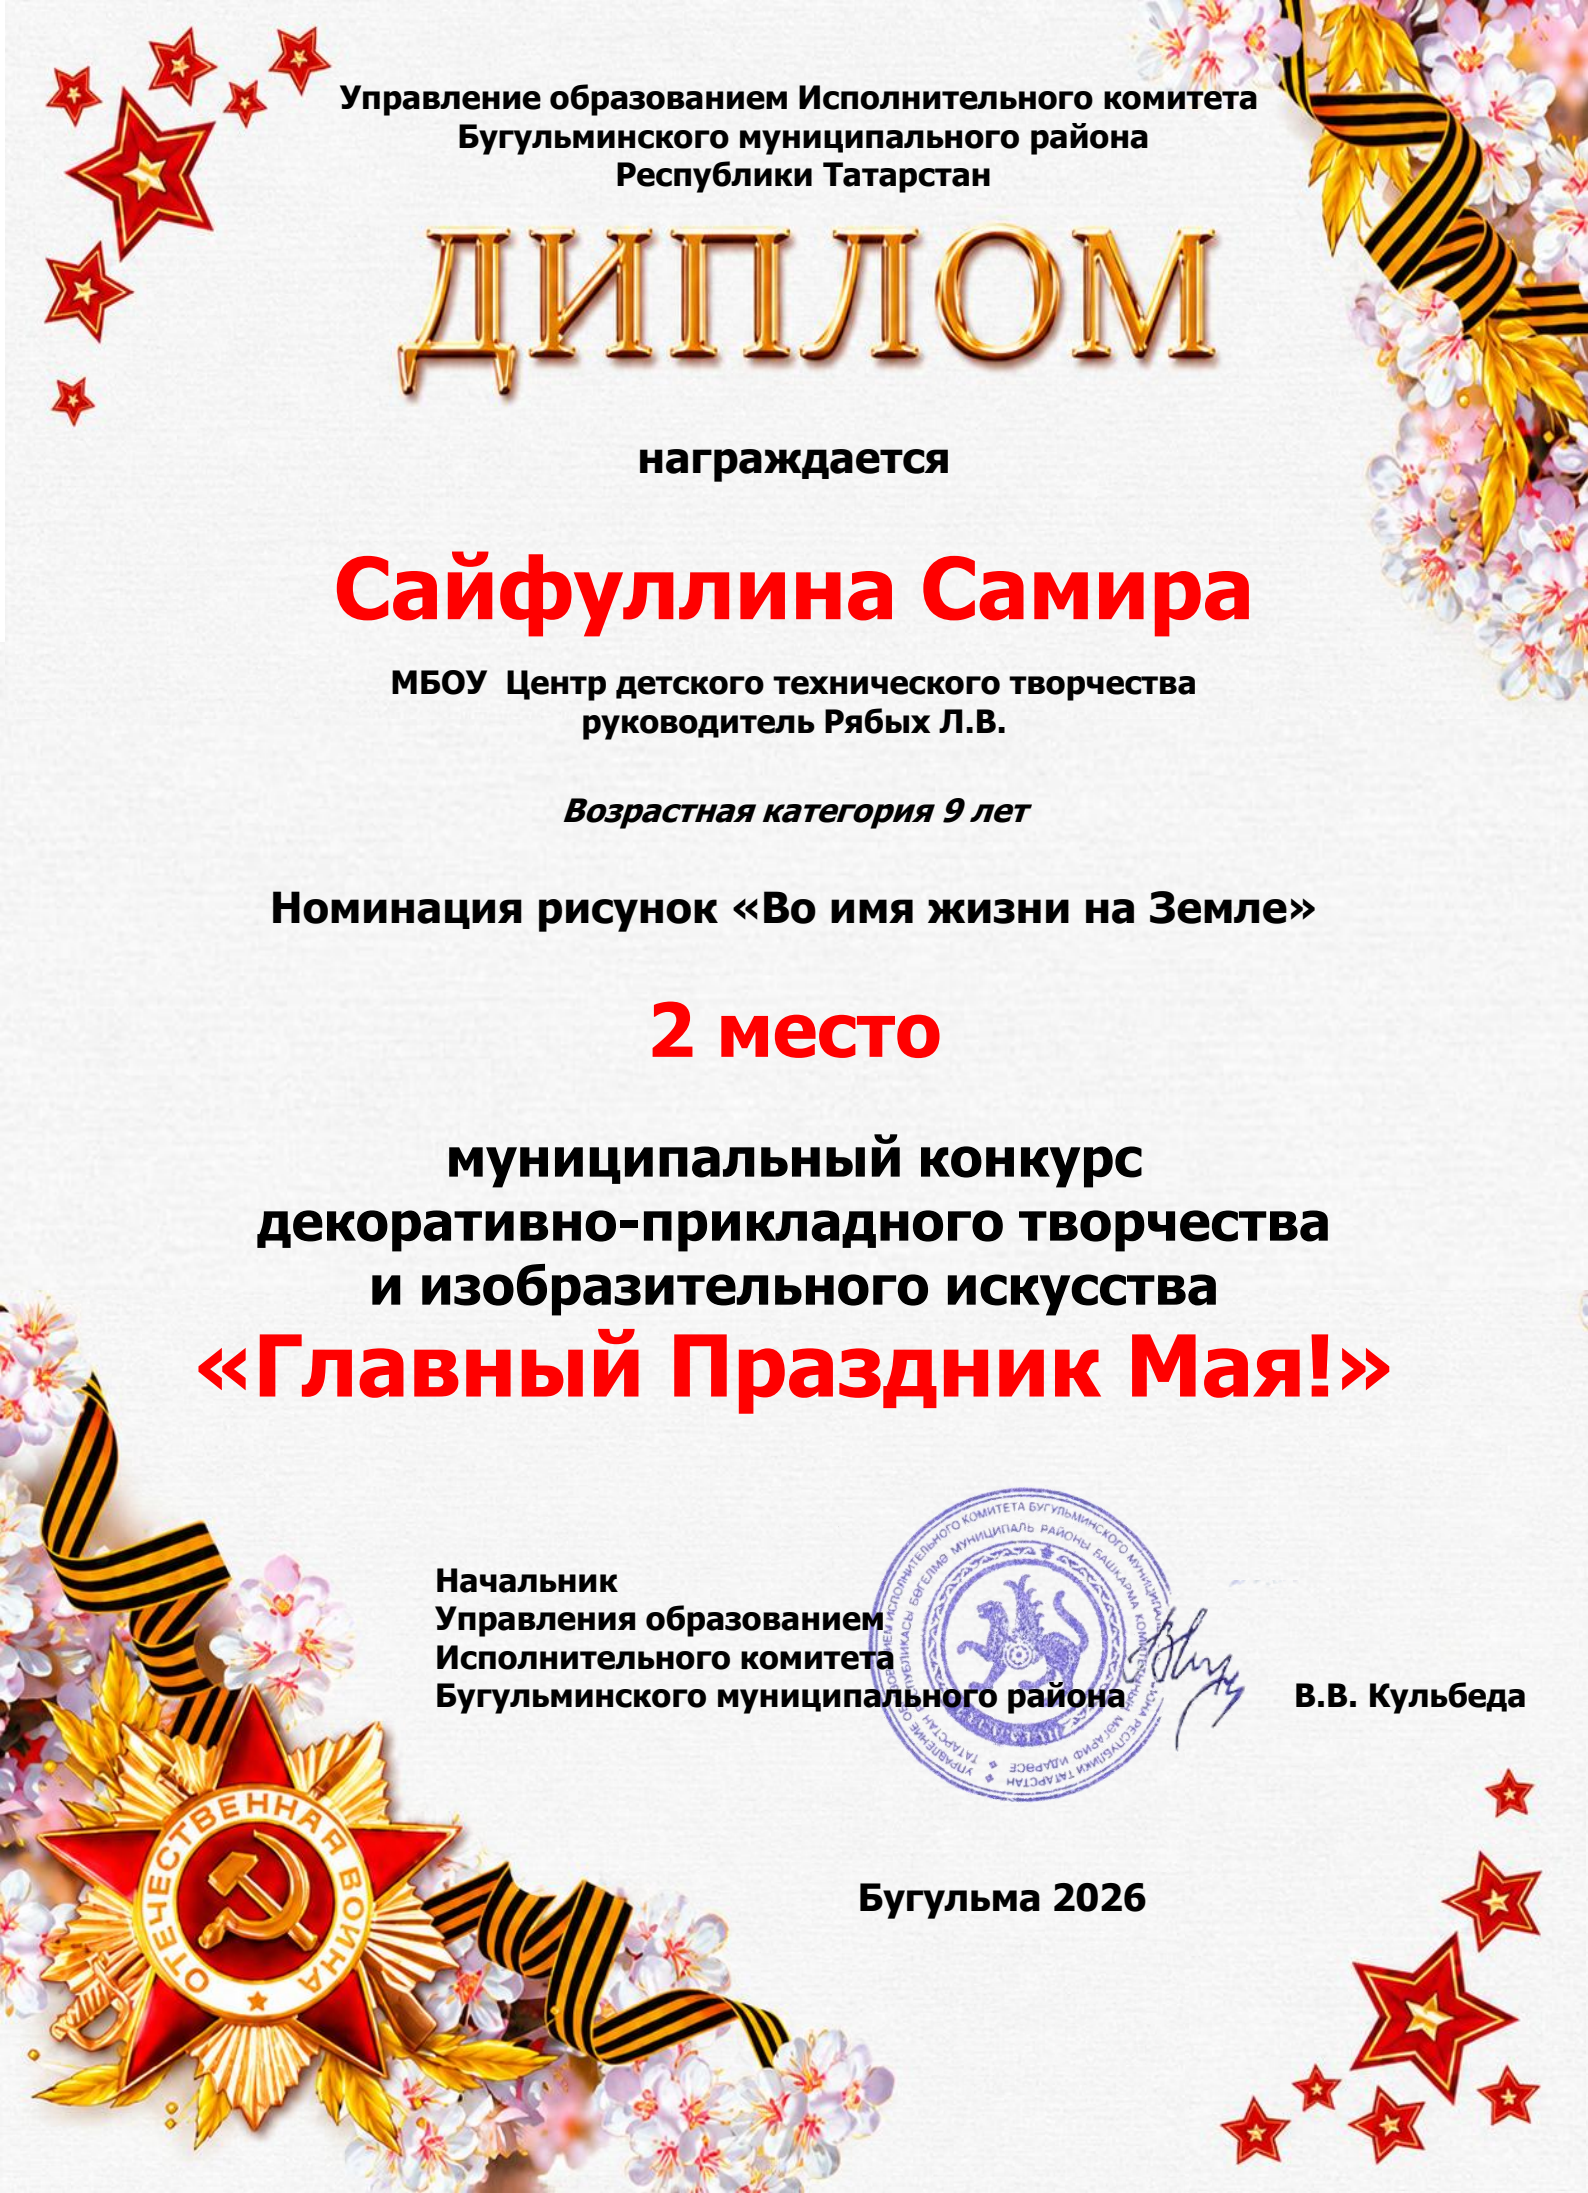 Управление образованием Исполнительного комитета
Бугульминского муниципального района
Республики Татарстан
ДИПЛОМ
награждается
Сайфуллина Самира
МБОУ  Центр детского технического творчества
руководитель Рябых Л.В.
Возрастная категория 9 лет
Номинация рисунок «Во имя жизни на Земле»
2 место
муниципальный конкурс
декоративно-прикладного творчества
и изобразительного искусства
«Главный Праздник Мая!»
Начальник
Управления образованием
Исполнительного комитета
Бугульминского муниципального района
В.В. Кульбеда
Бугульма 2026
ОТЕЧЕСТВЕННАЯ ВОЙНА